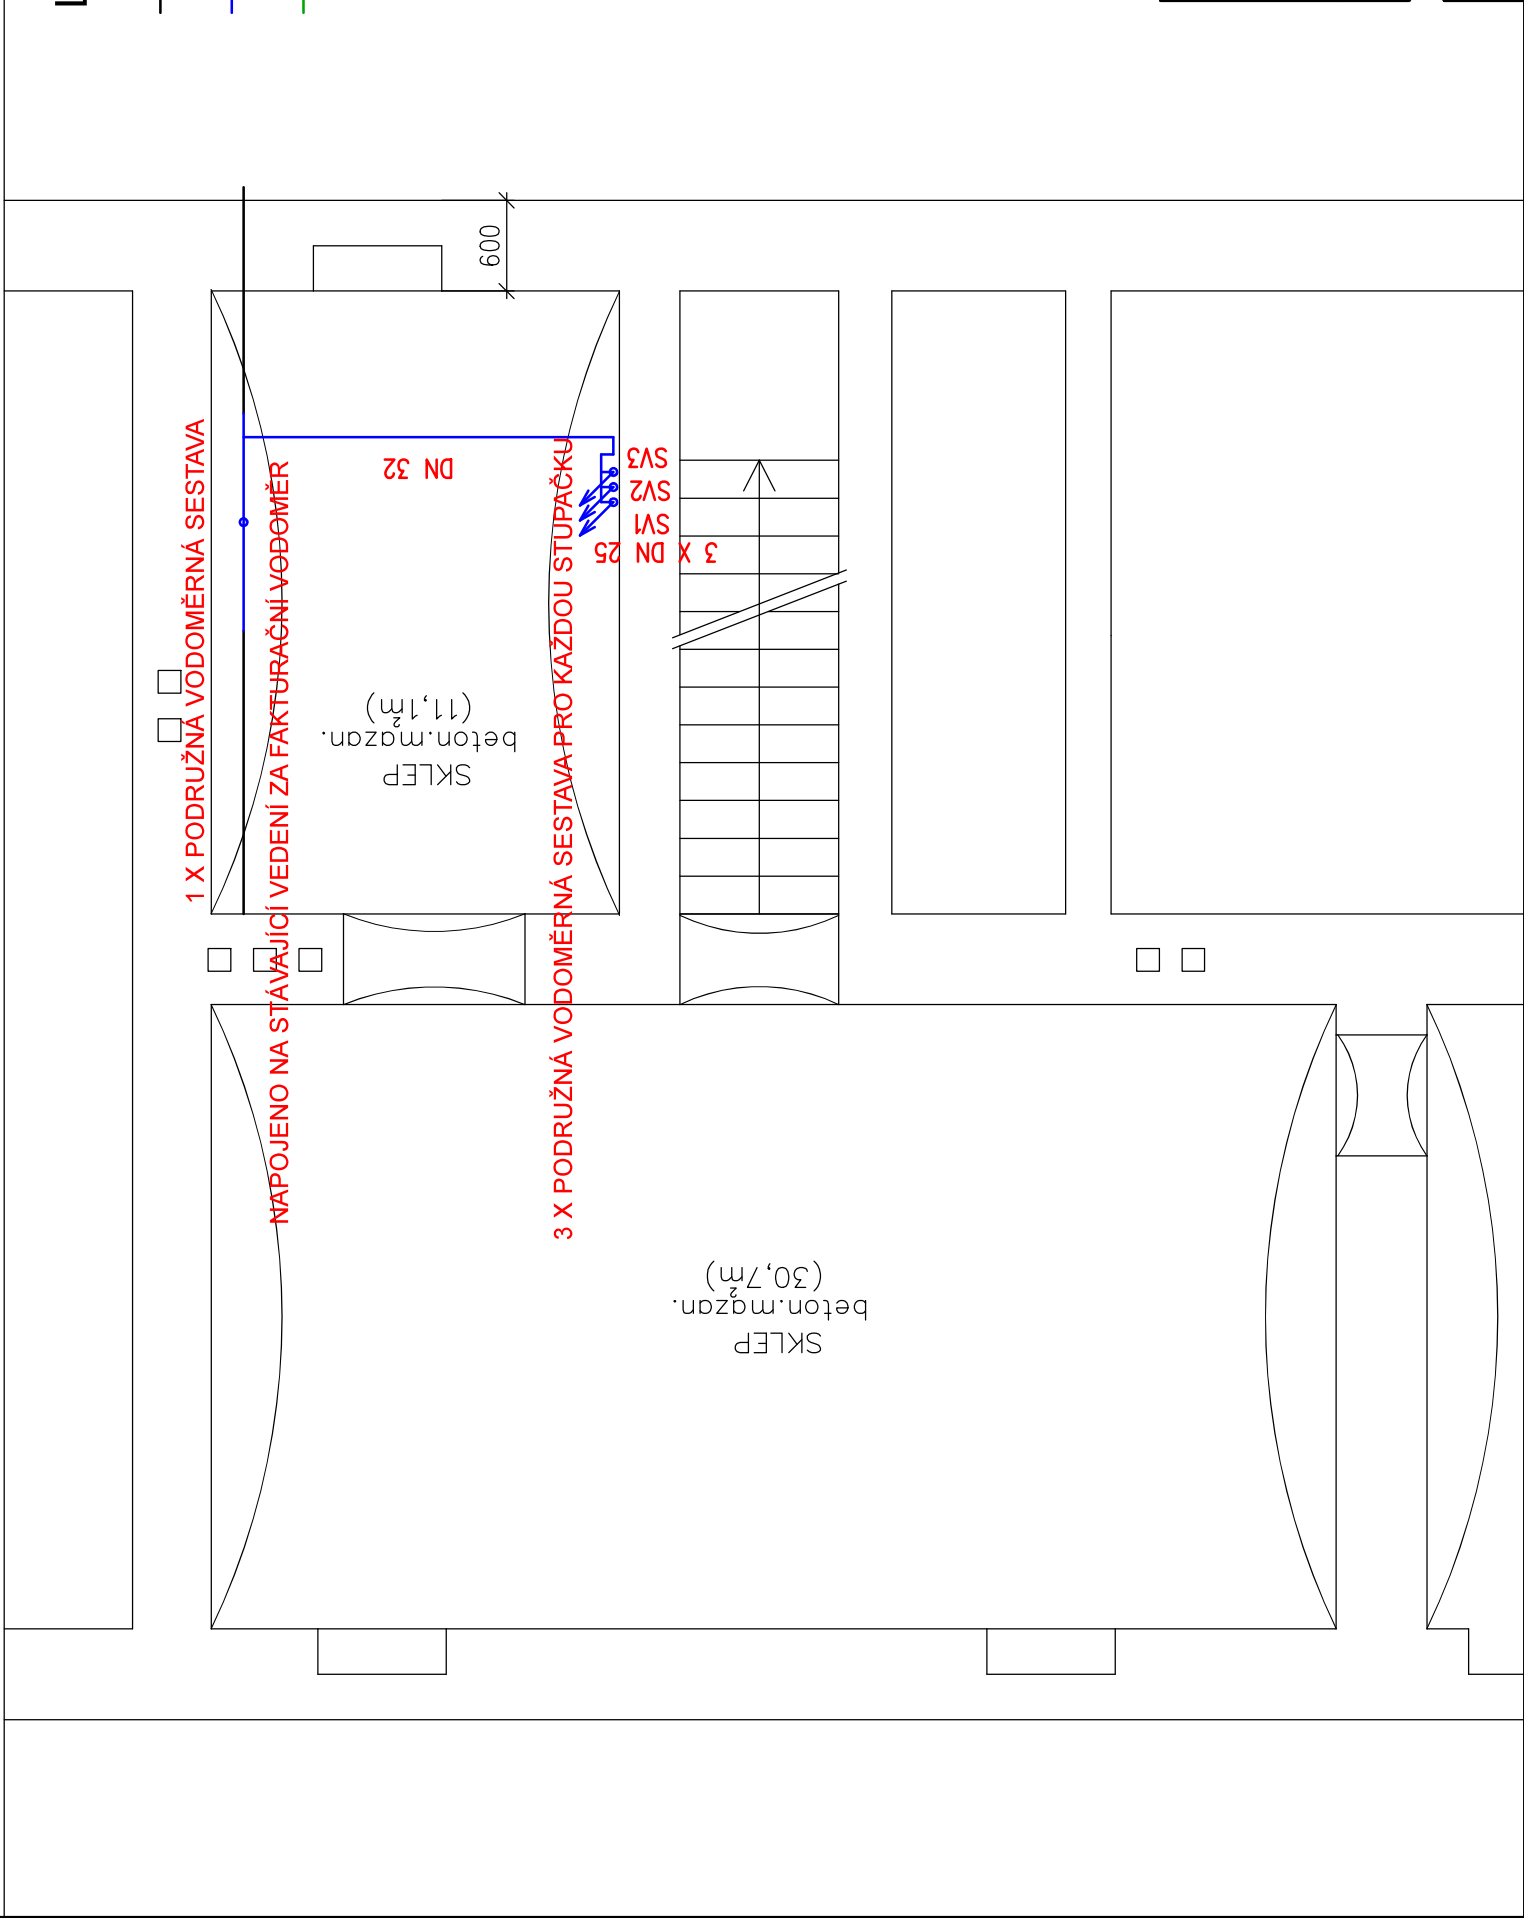 600
1 X PODRUŽNÁ VODOMĚRNÁ SESTAVA
NAPOJENO NA STÁVAJÍCÍ VEDENÍ ZA FAKTURAČNÍ VODOMĚR
DN 32
3 X PODRUŽNÁ VODOMĚRNÁ SESTAVA PRO KAŽDOU STUPAČKU
SV3
SV2
SV1
3 X DN 25
SKLEP
beton.mazan.
(11,1m²)
SKLEP
beton.mazan.
(30,7m²)